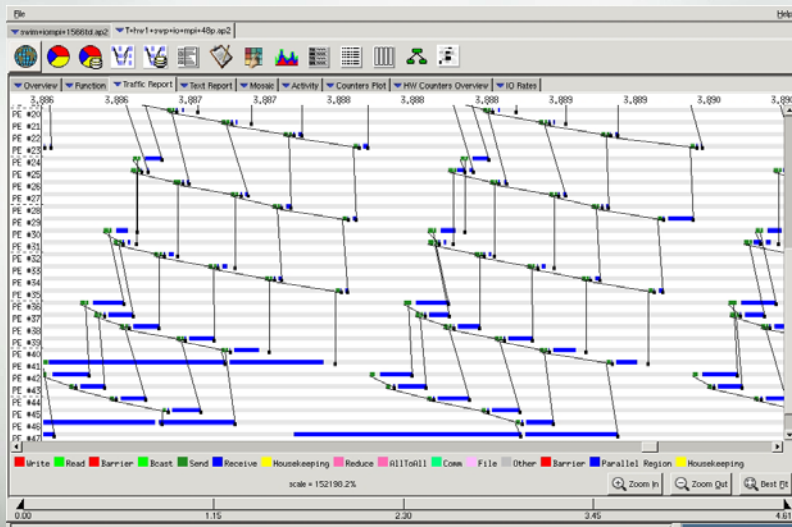 File Help
swim+iompi+1566td.ap2 T+hw1+swp+io+mpi+48p.ap2
Overview Function Traffic Report Text Report Mosaic Activity Counters Plot HW Counters Overview IO Rates
3,886 3,886 3,887 3,887 3,888 3,888 3,888 3,889 3,889 3,890
PE #20
PE #21
PE #22
PE #23
PE #24
PE #25
PE #26
PE #27
PE #28
PE #29
PE #30
PE #31
PE #32
PE #33
PE #34
PE #35
PE #36
PE #37
PE #38
PE #39
PE #40
PE #41
PE #42
PE #43
PE #44
PE #45
PE #46
PE #47
Write Read Barrier Bcast Send Receive Housekeeping Reduce AllToAll Comm File Other Barrier Parallel Region Housekeeping
scale = 152198.2% Zoom In Zoom Out Best Fit
0.00 1.15 2.30 3.45 4.61